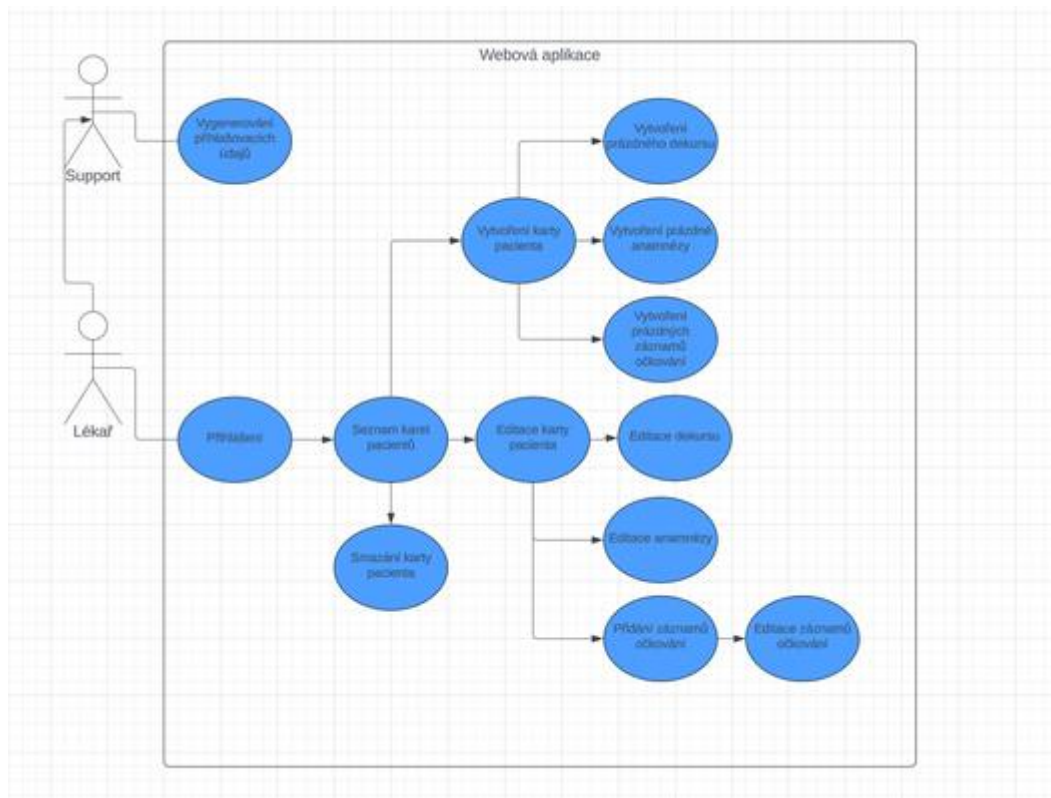 Webová aplikace
Vygenerování
přihlašovacích
údajů
Support
Vytvoření
prázdného dekursu
Vytvoření karty
pacienta
Vytvoření prázdné
anamnézy
Vytvoření
prázdných
záznamů
očkování
Lékař
Přihlášení
Seznam karet
pacientů
Editace karty
pacienta
Editace dekursu
Smazání karty
pacienta
Editace anamnézy
Přidání záznamů
očkování
Editace záznamů
očkování